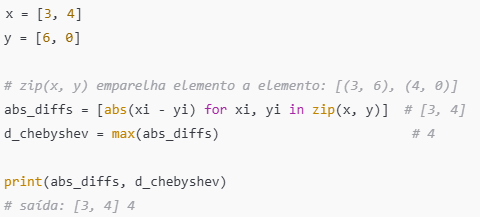 x = [3, 4]
y = [6, 0]
# zip(x, y) emparelha elemento a elemento: [(3, 6), (4, 0)]
abs_diffs = [abs(xi - yi) for xi, yi in zip(x, y)]  # [3, 4]
d_chebyshev = max(abs_diffs)                        # 4
print(abs_diffs, d_chebyshev)
# saída: [3, 4] 4